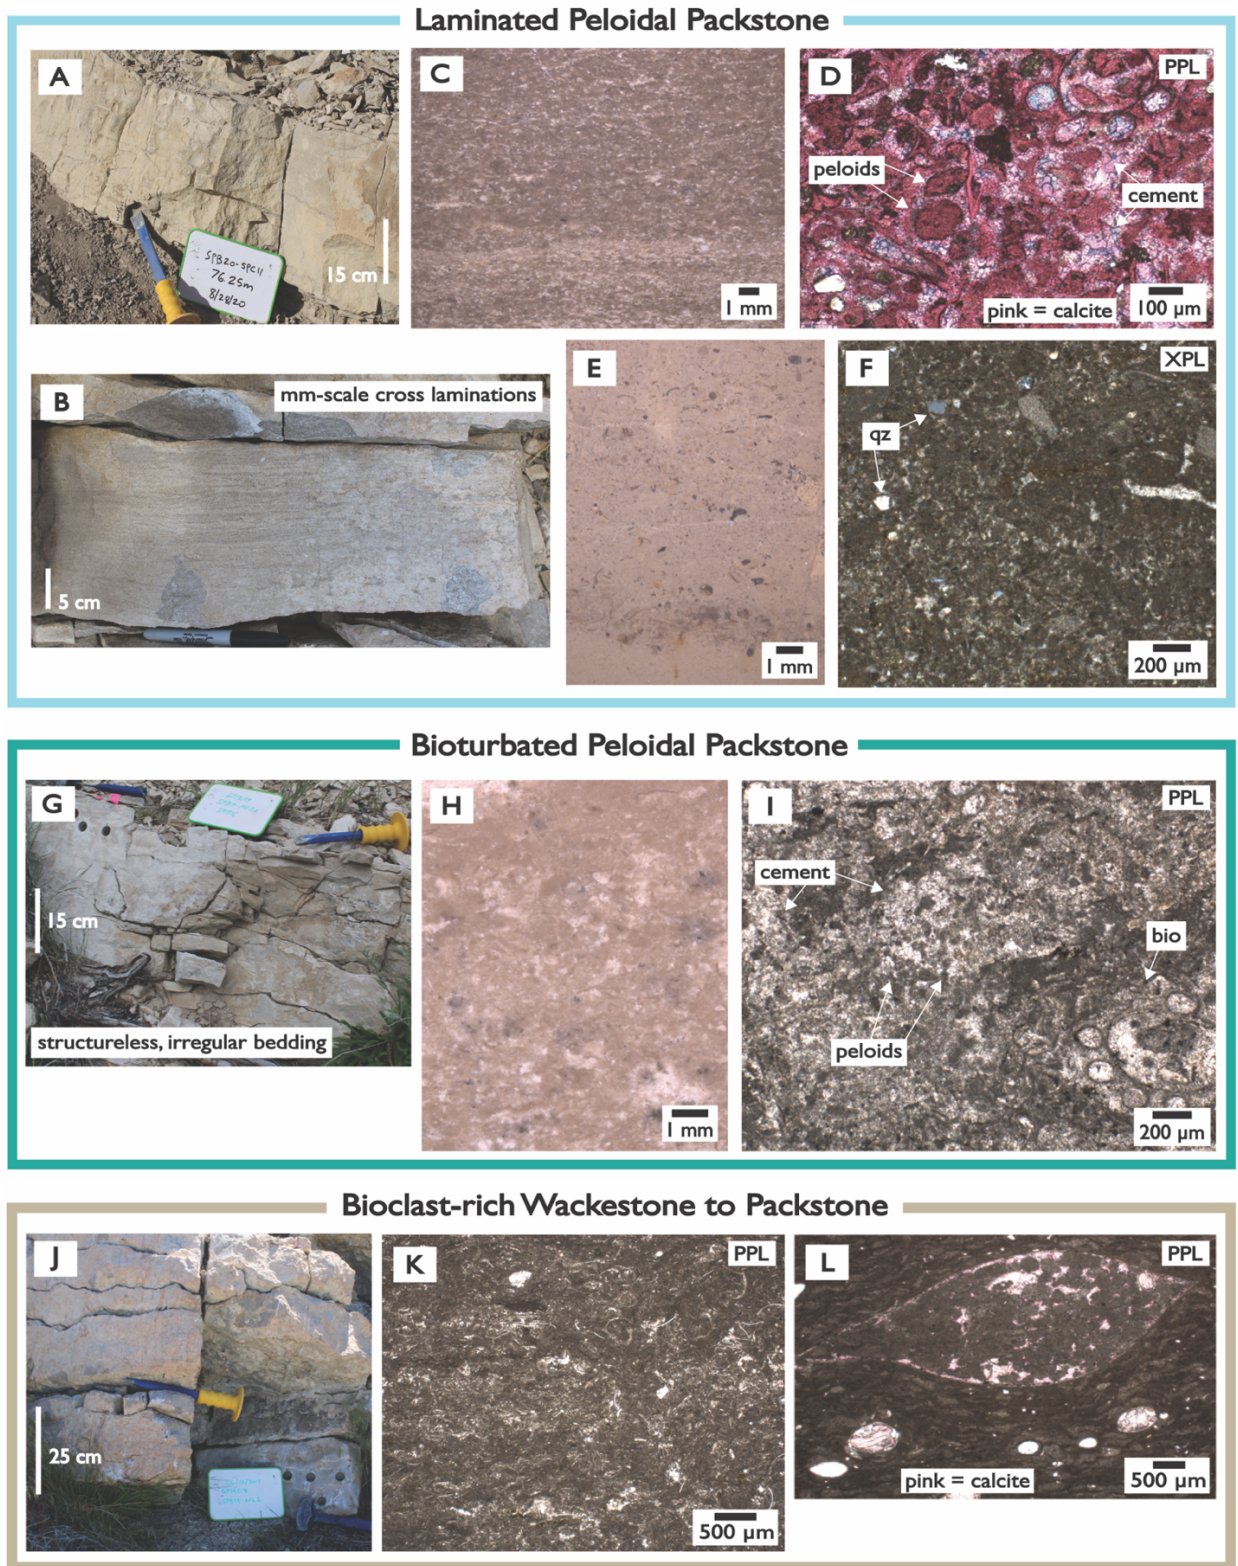 Laminated Peloidal Packstone
A
SPB20-SPC11
76.25m
8/28/20
15 cm
C
1 mm
D
PPL
peloids
cement
pink = calcite
100 µm
B
mm-scale cross laminations
5 cm
E
1 mm
F
XPL
qz
200 µm
Bioturbated Peloidal Packstone
G
15 cm
structureless, irregular bedding
H
1 mm
I
PPL
cement
bio
peloids
200 µm
Bioclast-rich Wackestone to Packstone
J
25 cm
K
PPL
500 µm
L
PPL
pink = calcite
500 µm